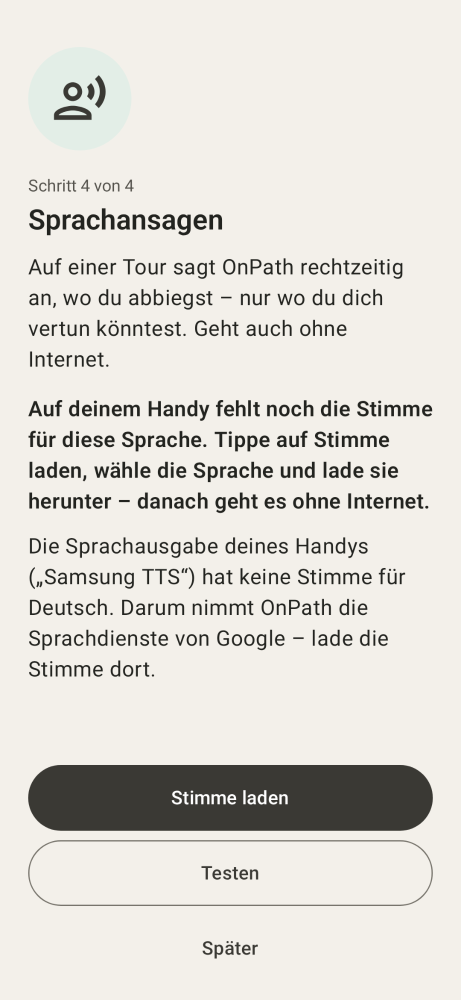 Schritt 4 von 4
Sprachansagen
Auf einer Tour sagt OnPath rechtzeitig
an, wo du abbiegst – nur wo du dich
vertun könntest. Geht auch ohne
Internet.
Auf deinem Handy fehlt noch die Stimme
für diese Sprache. Tippe auf Stimme
laden, wähle die Sprache und lade sie
herunter – danach geht es ohne Internet.
Die Sprachausgabe deines Handys
(„Samsung TTS“) hat keine Stimme für
Deutsch. Darum nimmt OnPath die
Sprachdienste von Google – lade die
Stimme dort.
Stimme laden
Testen
Später